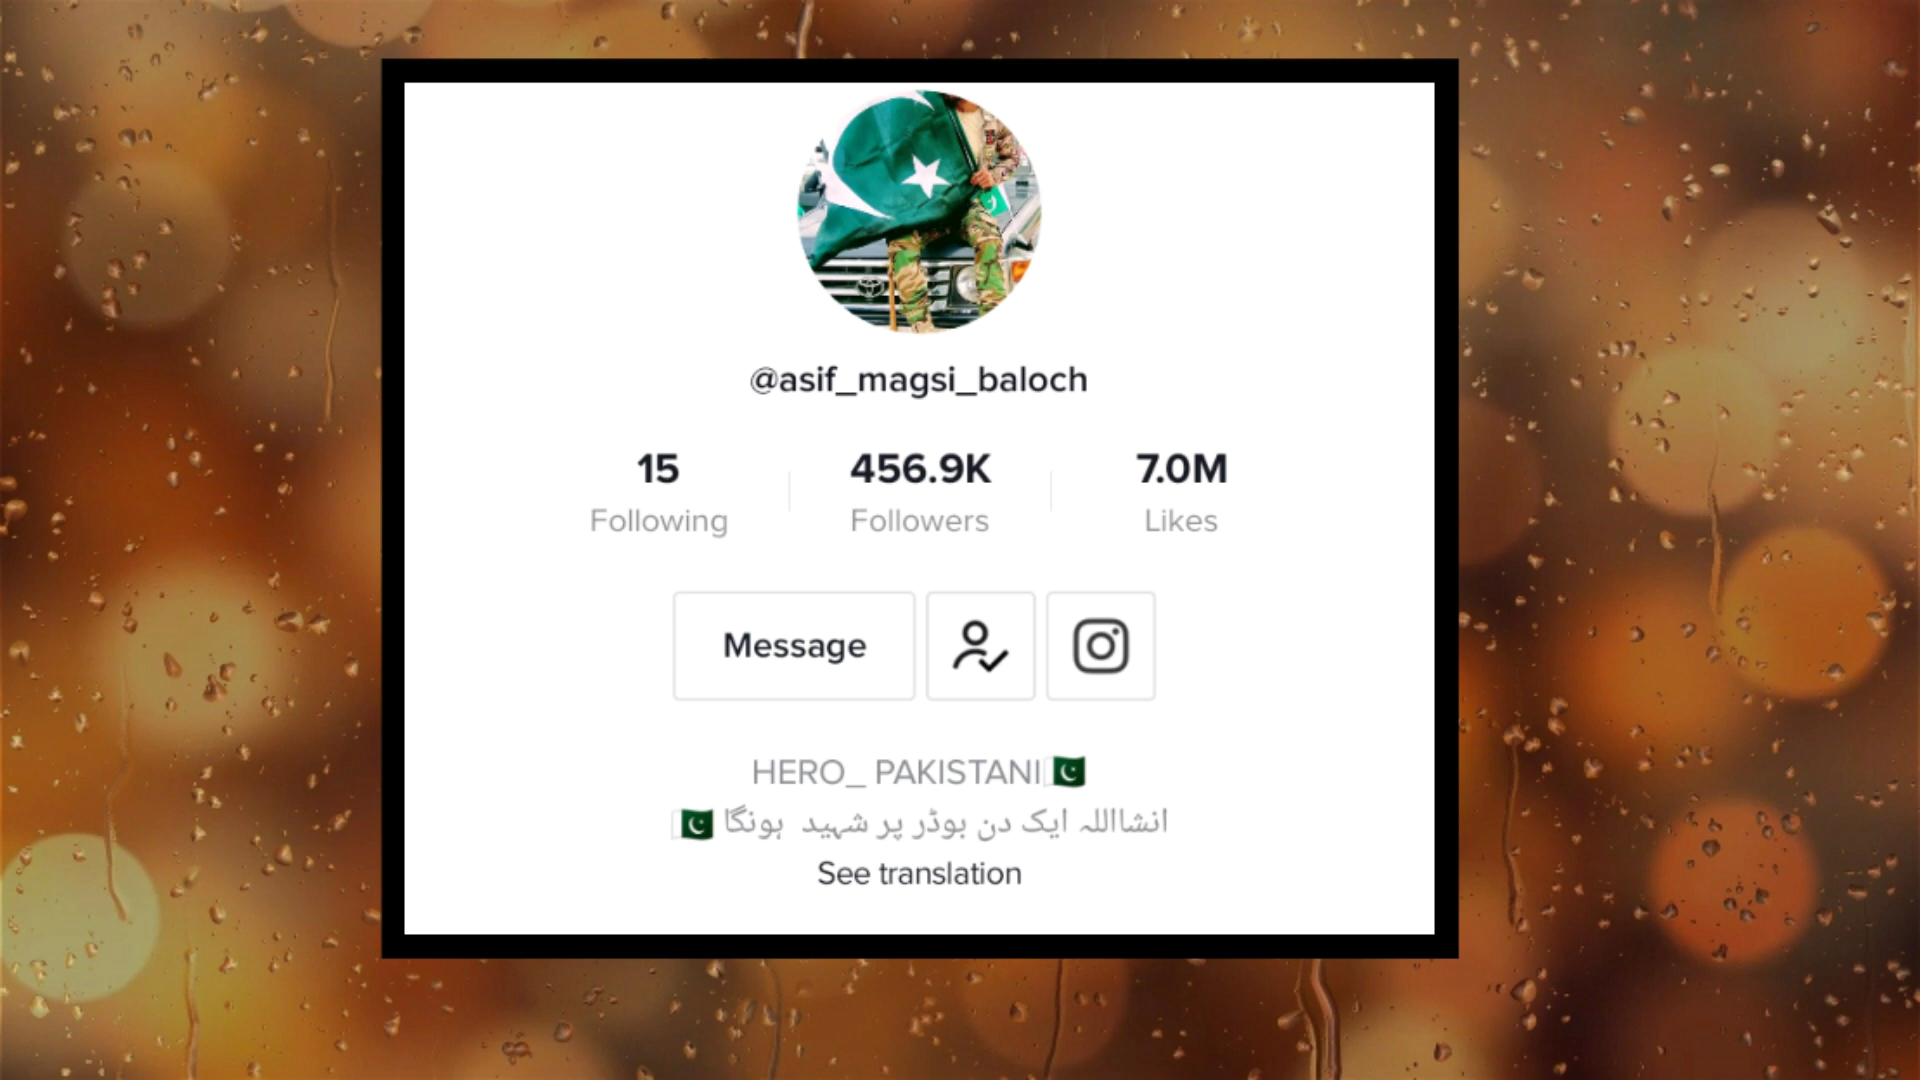 @asif_magsi_baloch
15 456.9K 7.0M
Following Followers Likes
Message
HERO_ PAKISTANI🇵🇰
انشااللہ ایک دن بوڈر پر شہید ہونگا 🇵🇰
See translation